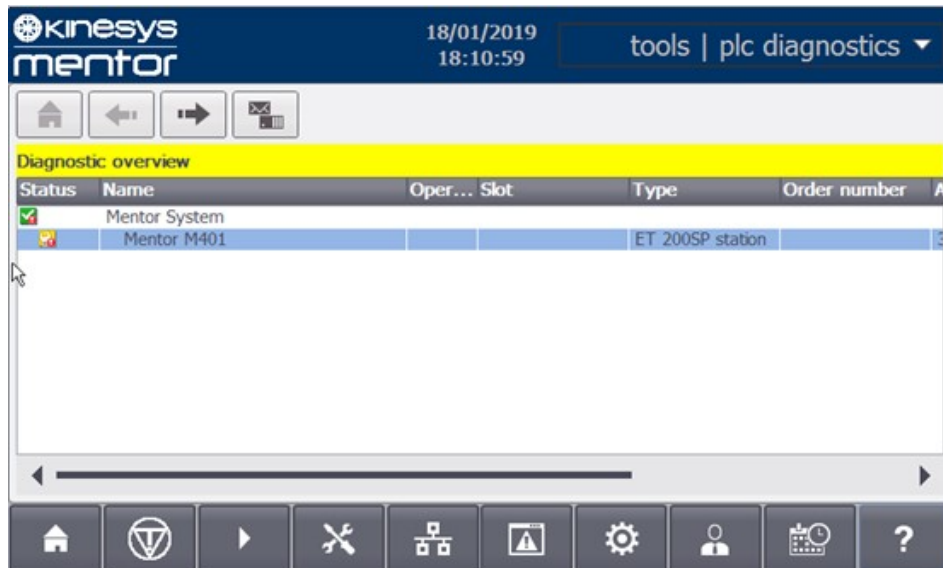 kinesys
mentor
18/01/2019
18:10:59
tools | plc diagnostics
Diagnostic overview
Status Name Oper... Slot Type Order number A
Mentor System
Mentor M401 ET 200SP station 3
?